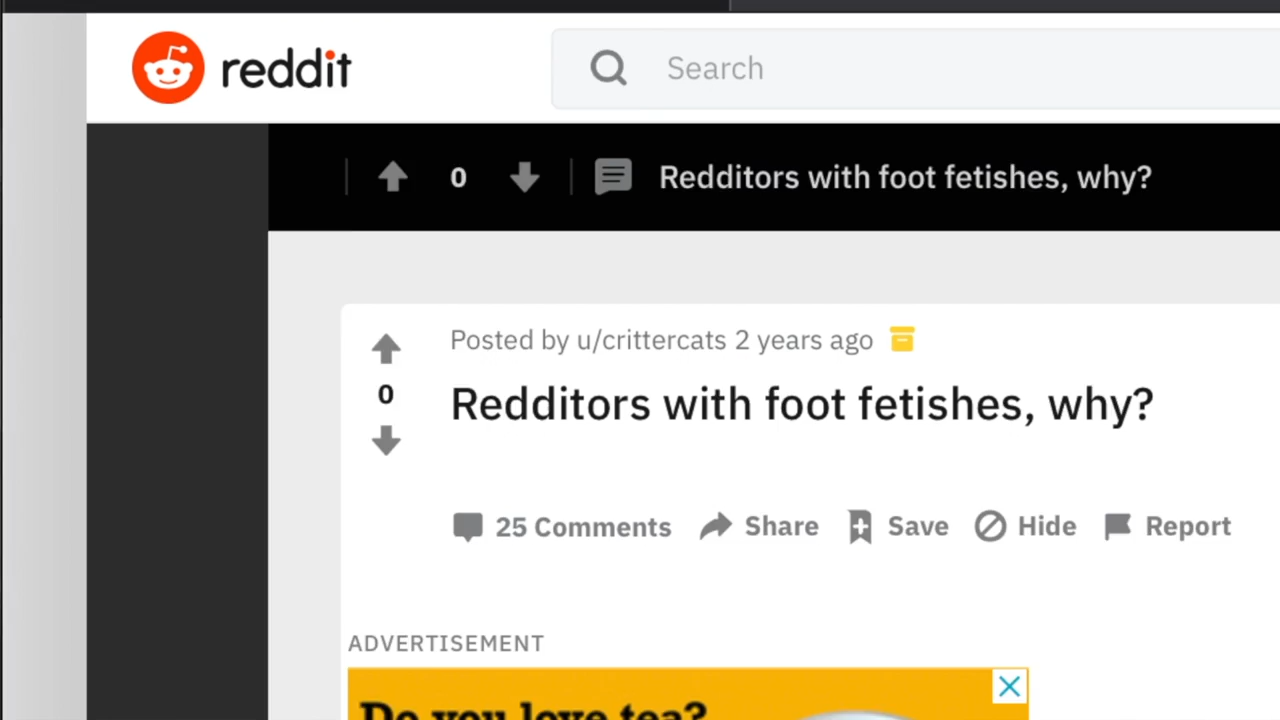 reddit
Search
0
Redditors with foot fetishes, why?
Posted by u/crittercats 2 years ago
0
Redditors with foot fetishes, why?
25 Comments Share Save Hide Report
ADVERTISEMENT
Do you love tea?